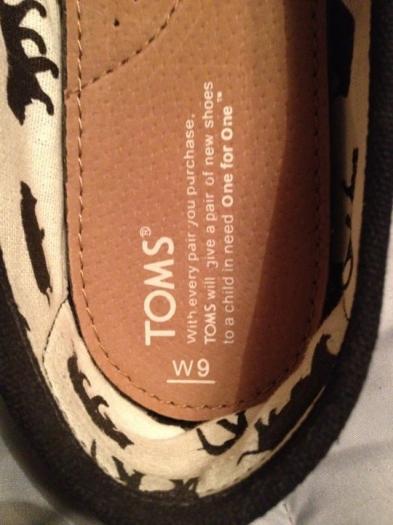 TOMS®
With every pair you purchase,
TOMS will give a pair of new shoes
to a child in need. One for One™
W9